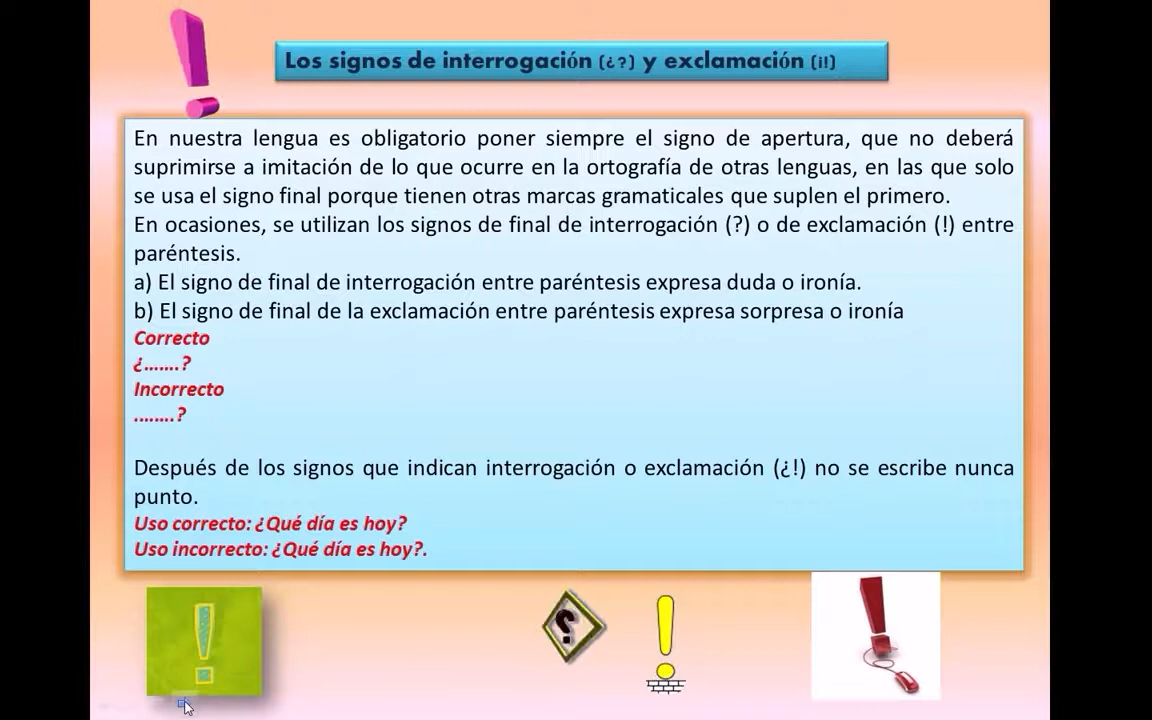 Los signos de interrogación (¿?) y exclamación (¡!)
En nuestra lengua es obligatorio poner siempre el signo de apertura, que no deberá
suprimirse a imitación de lo que ocurre en la ortografía de otras lenguas, en las que solo
se usa el signo final porque tienen otras marcas gramaticales que suplen el primero.
En ocasiones, se utilizan los signos de final de interrogación (?) o de exclamación (!) entre
paréntesis.
a) El signo de final de interrogación entre paréntesis expresa duda o ironía.
b) El signo de final de la exclamación entre paréntesis expresa sorpresa o ironía
Correcto
¿.......?
Incorrecto
........?
Después de los signos que indican interrogación o exclamación (¿!) no se escribe nunca
punto.
Uso correcto: ¿Qué día es hoy?
Uso incorrecto: ¿Qué día es hoy?.